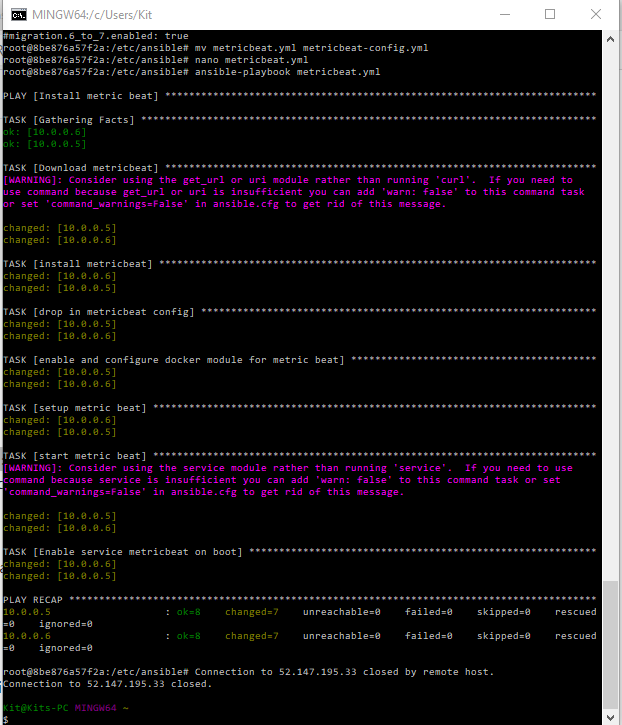 MINGW64:/c/Users/Kit
#migration.6_to_7.enabled: true
root@8be876a57f2a:/etc/ansible# mv metricbeat.yml metricbeat-config.yml
root@8be876a57f2a:/etc/ansible# nano metricbeat.yml
root@8be876a57f2a:/etc/ansible# ansible-playbook metricbeat.yml
PLAY [Install metric beat] ************************************************************************
TASK [Gathering Facts] ****************************************************************************
ok: [10.0.0.6]
ok: [10.0.0.5]
TASK [Download metricbeat] ************************************************************************
[WARNING]: Consider using the get_url or uri module rather than running 'curl'.  If you need to
use command because get_url or uri is insufficient you can add 'warn: false' to this command task
or set 'command_warnings=False' in ansible.cfg to get rid of this message.
changed: [10.0.0.5]
changed: [10.0.0.6]
TASK [install metricbeat] *************************************************************************
changed: [10.0.0.6]
changed: [10.0.0.5]
TASK [drop in metricbeat config] ******************************************************************
changed: [10.0.0.5]
changed: [10.0.0.6]
TASK [enable and configure docker module for metric beat] *****************************************
changed: [10.0.0.5]
changed: [10.0.0.6]
TASK [setup metric beat] **************************************************************************
changed: [10.0.0.6]
changed: [10.0.0.5]
TASK [start metric beat] **************************************************************************
[WARNING]: Consider using the service module rather than running 'service'.  If you need to use
command because service is insufficient you can add 'warn: false' to this command task or set
'command_warnings=False' in ansible.cfg to get rid of this message.
changed: [10.0.0.5]
changed: [10.0.0.6]
TASK [Enable service metricbeat on boot] **********************************************************
changed: [10.0.0.6]
changed: [10.0.0.5]
PLAY RECAP ****************************************************************************************
10.0.0.5                   : ok=8    changed=7    unreachable=0    failed=0    skipped=0    rescued
=0    ignored=0
10.0.0.6                   : ok=8    changed=7    unreachable=0    failed=0    skipped=0    rescued
=0    ignored=0
root@8be876a57f2a:/etc/ansible# Connection to 52.147.195.33 closed by remote host.
Connection to 52.147.195.33 closed.
Kit@Kits-PC MINGW64 ~
$